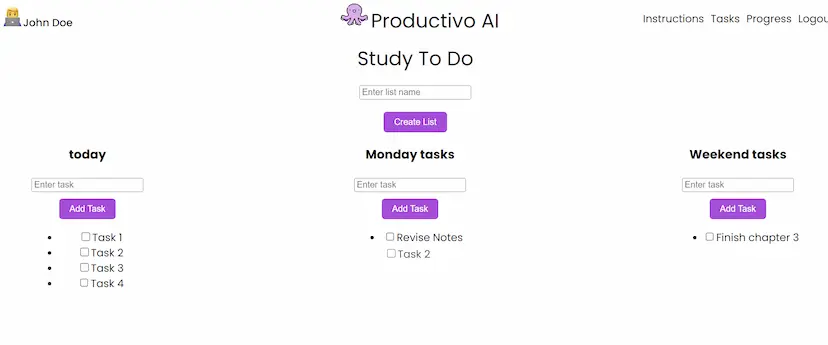 John Doe
Productivo AI
Instructions Tasks Progress Logou
Study To Do
Enter list name
Create List
today
Enter task
Add Task
Task 1
Task 2
Task 3
Task 4
Monday tasks
Enter task
Add Task
Revise Notes
Task 2
Weekend tasks
Enter task
Add Task
Finish chapter 3